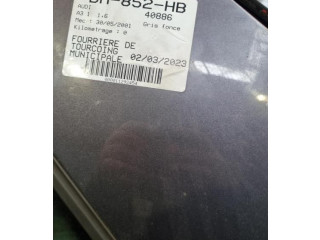 BM-852-HB
AUDI 40886
A3 I 1.6
Mec : 30/05/2001 Gris fonce
Kilometrage : 0
FOURRIERE DE
TOURCOING
MUNICIPALE 02/03/2023